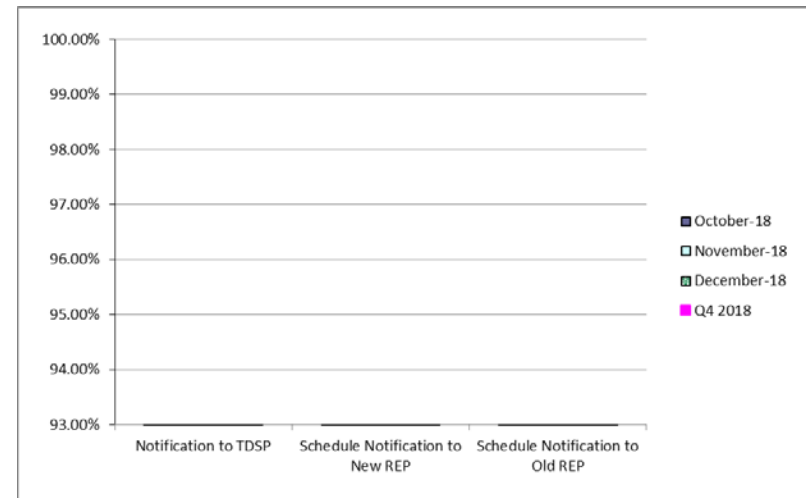 100.00%
99.00%
98.00%
97.00%
96.00%
95.00%
94.00%
93.00%
Notification to TDSP
Schedule Notification to
New REP
Schedule Notification to
Old REP
October-18
November-18
December-18
Q4 2018